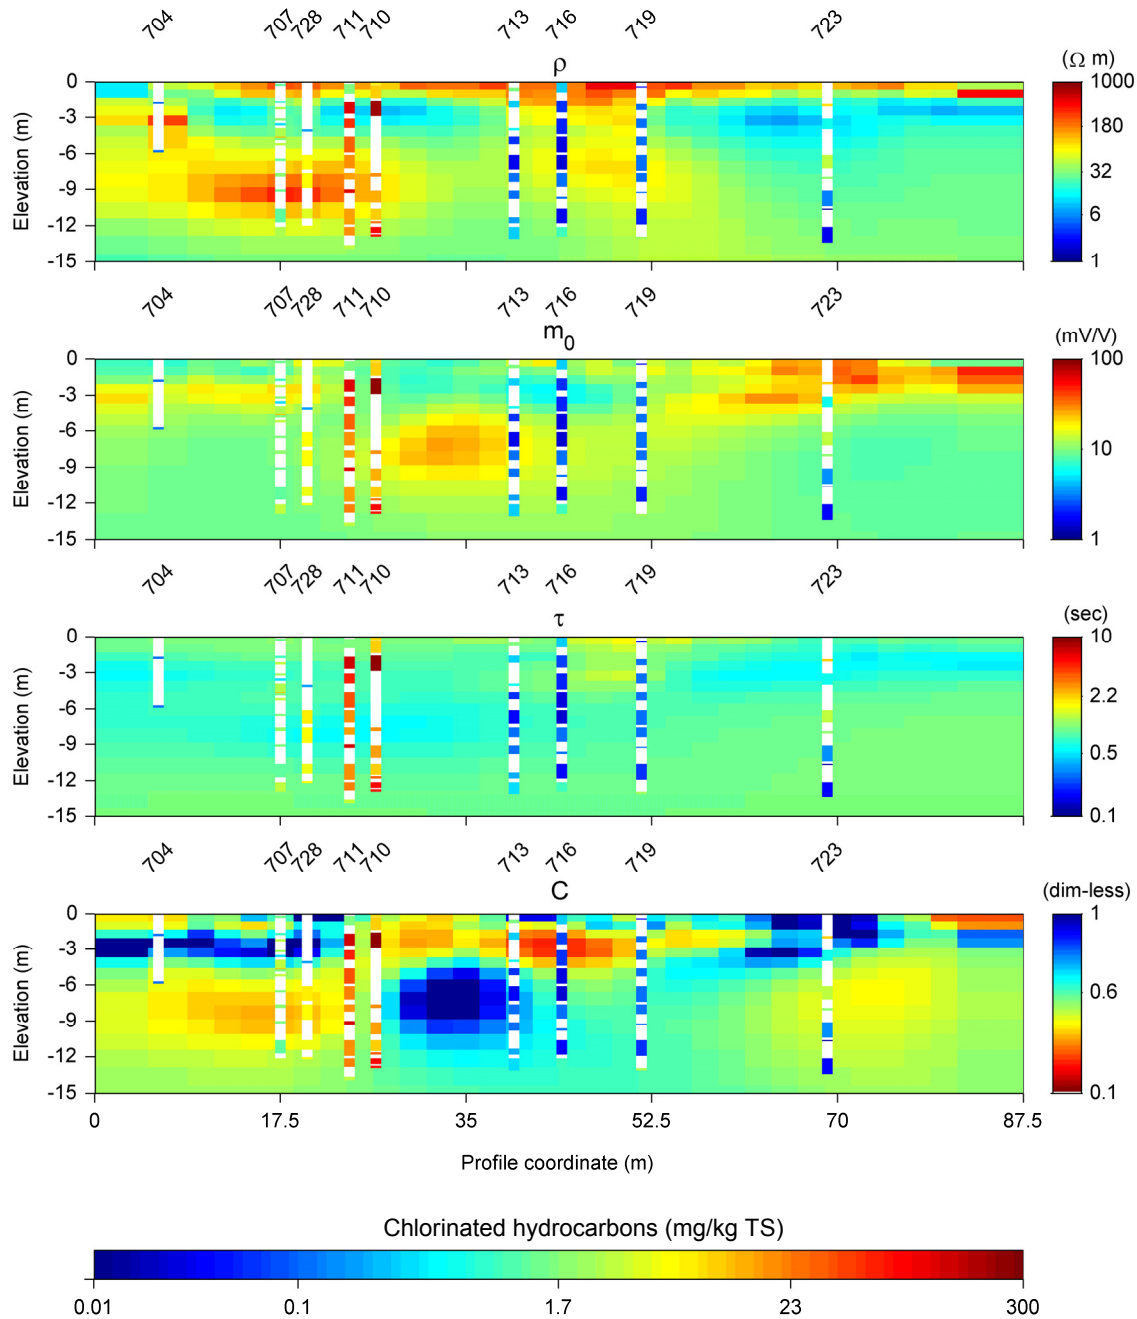 704 707 728 711 710 713 716 719 723
ρ
(Ω m)
0 1000
-3 180
-6 32
-9
-12 6
-15 1
Elevation (m)
704 707 728 711 710 713 716 719 723
m0
(mV/V)
0 100
-3
-6
-9 10
-12
-15 1
Elevation (m)
704 707 728 711 710 713 716 719 723
τ
(sec)
0 10
-3 2.2
-6
-9 0.5
-12
-15 0.1
Elevation (m)
704 707 728 711 710 713 716 719 723
C
(dim-less)
0 1
-3
-6 0.6
-9 0.3
-12
-15 0.1
Elevation (m)
0 17.5 35 52.5 70 87.5
Profile coordinate (m)
Chlorinated hydrocarbons (mg/kg TS)
0.01 0.1 1.7 23 300